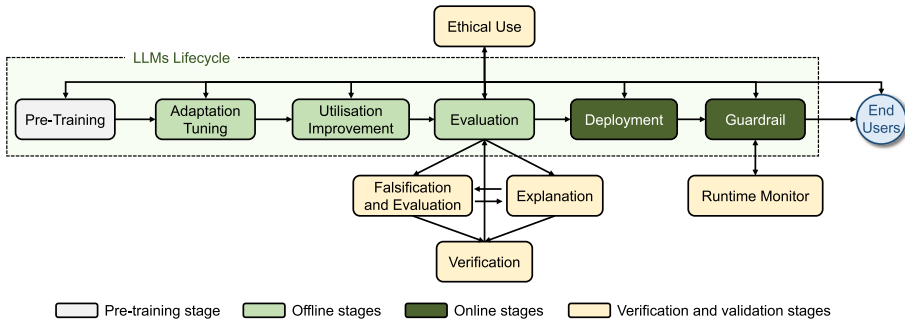 Ethical Use
LLMs Lifecycle
Pre-Training
Adaptation
Tuning
Utilisation
Improvement
Evaluation
Deployment
Guardrail
End
Users
Falsification
and Evaluation
Explanation
Runtime Monitor
Verification
Pre-training stage
Offline stages
Online stages
Verification and validation stages